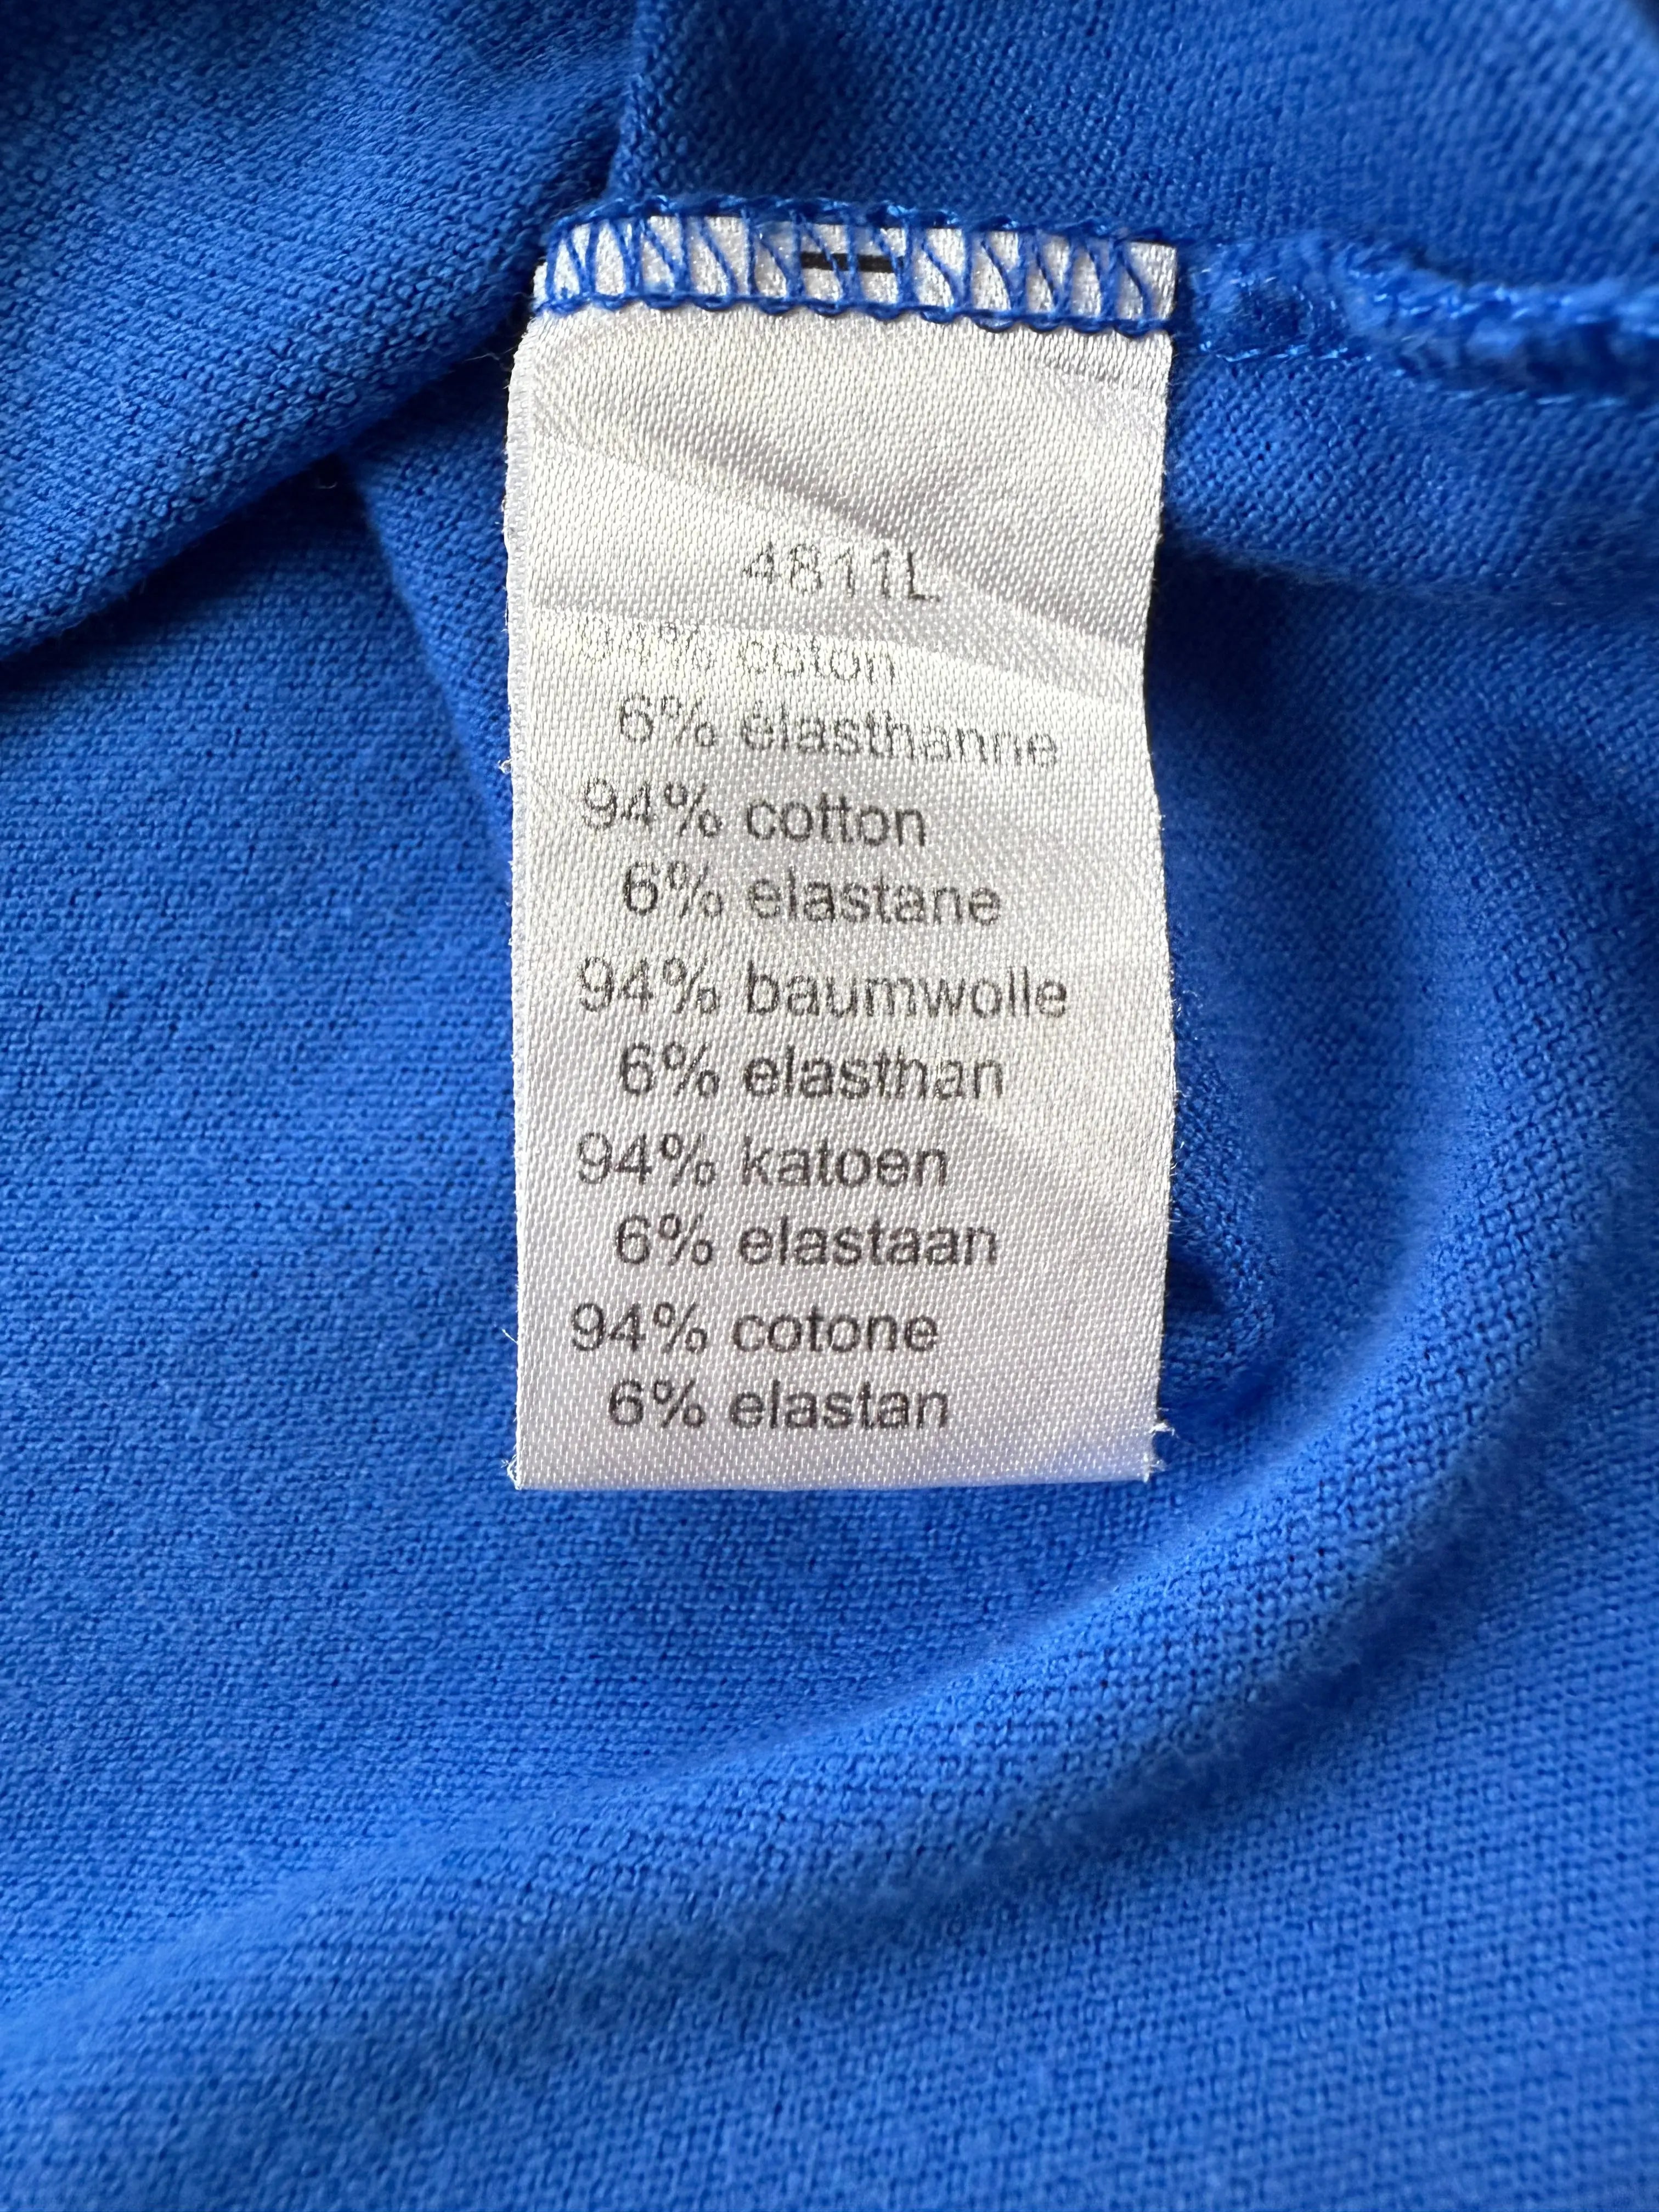 4811L
94% coton
6% élasthanne
94% cotton
6% elastane
94% baumwolle
6% elasthan
94% katoen
6% elastaan
94% cotone
6% elastan